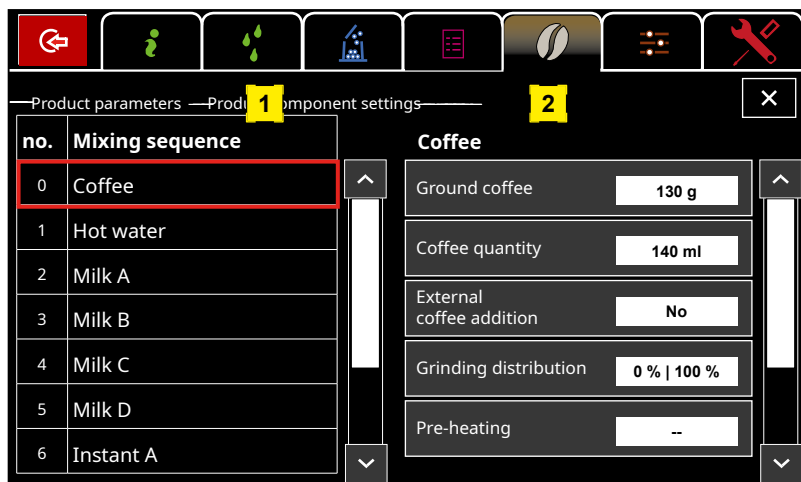 Product parameters
1
settings
2
no. Mixing sequence
Coffee
0 Coffee
Ground coffee 130 g
1 Hot water
Coffee quantity 140 ml
2 Milk A
External
coffee addition No
3 Milk B
4 Milk C
Grinding distribution 0 % | 100 %
5 Milk D
Pre-heating --
6 Instant A